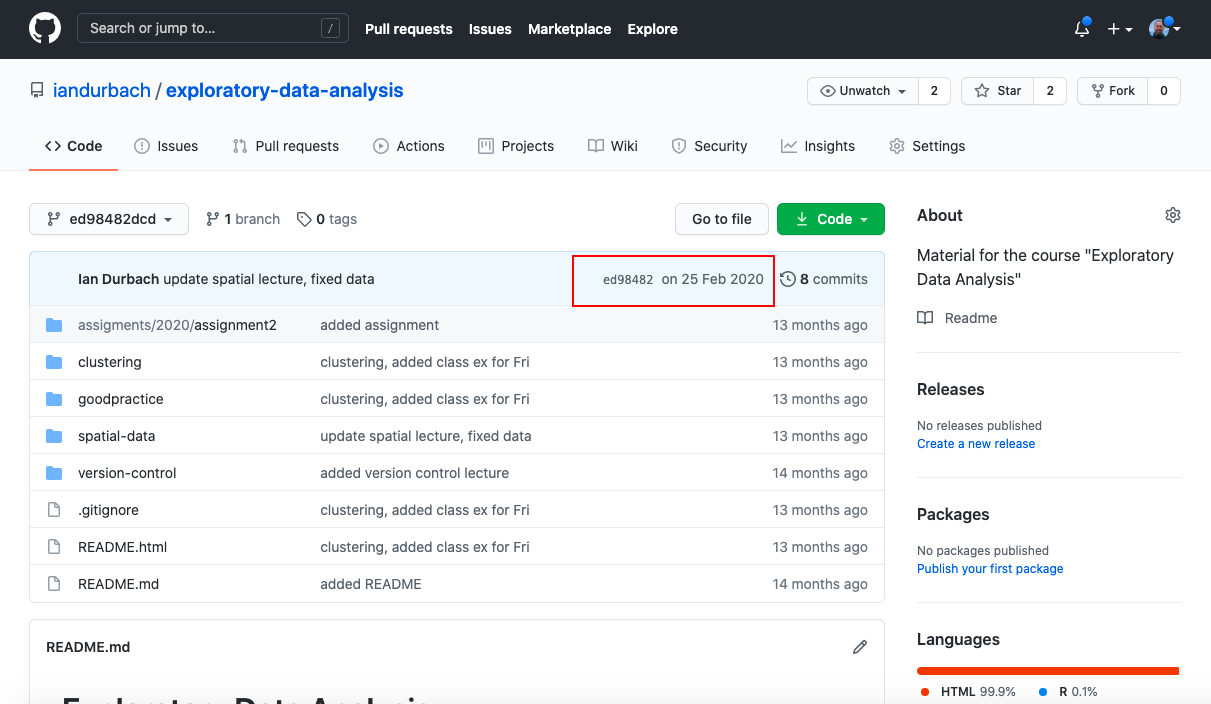 Search or jump to… /
Pull requests Issues Marketplace Explore
iandurbach / exploratory-data-analysis
Unwatch 2 Star 2 Fork 0
Code Issues Pull requests Actions Projects Wiki Security Insights Settings
ed98482dcd 1 branch 0 tags Go to file Code
Ian Durbach update spatial lecture, fixed data ed98482 on 25 Feb 2020 8 commits
assigments/2020/assignment2 added assignment 13 months ago
clustering clustering, added class ex for Fri 13 months ago
goodpractice clustering, added class ex for Fri 13 months ago
spatial-data update spatial lecture, fixed data 13 months ago
version-control added version control lecture 14 months ago
.gitignore clustering, added class ex for Fri 13 months ago
README.html clustering, added class ex for Fri 13 months ago
README.md added README 14 months ago
README.md
Exploratory Data Analysis
About
Material for the course "Exploratory
Data Analysis"
Readme
Releases
No releases published
Create a new release
Packages
No packages published
Publish your first package
Languages
HTML 99.9% R 0.1%